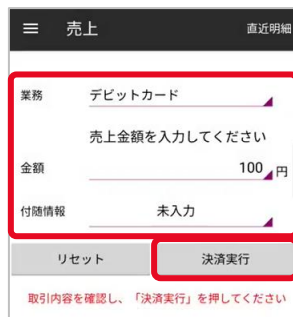 売上 直近明細
業務 デビットカード
売上金額を入力してください
金額 100 円
付随情報 未入力
リセット 決済実行
取引内容を確認し、「決済実行」を押してください